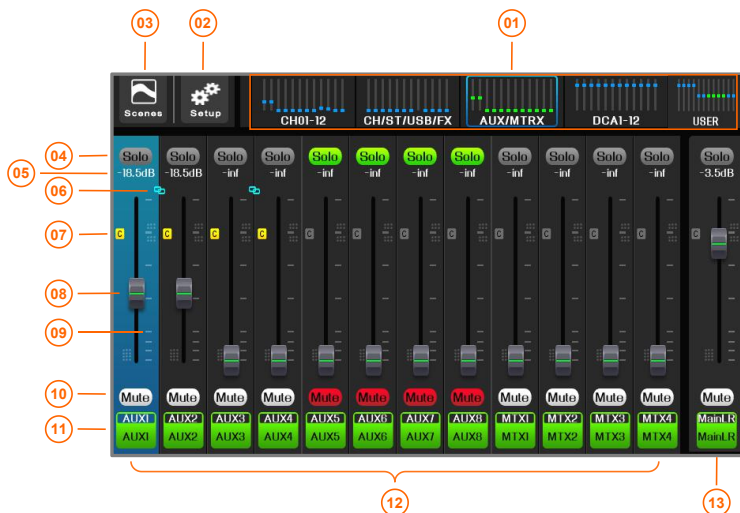 03 02 01
Scenes Setup CH01-12 CH/ST/USB/FX AUX/MTRX DCA1-12 USER
04 Solo Solo Solo Solo Solo Solo Solo Solo Solo Solo Solo Solo Solo
05 -18.5dB -18.5dB -inf -inf -inf -inf -inf -inf -inf -inf -inf -inf -3.5dB
06
07 C C C C C C C C C C C C C
08
09
10 Mute Mute Mute Mute Mute Mute Mute Mute Mute Mute Mute Mute Mute
AUX1 AUX2 AUX3 AUX4 AUX5 AUX6 AUX7 AUX8 MTX1 MTX2 MTX3 MTX4 MainLR
11 AUX1 AUX2 AUX3 AUX4 AUX5 AUX6 AUX7 AUX8 MTX1 MTX2 MTX3 MTX4 MainLR
12 13